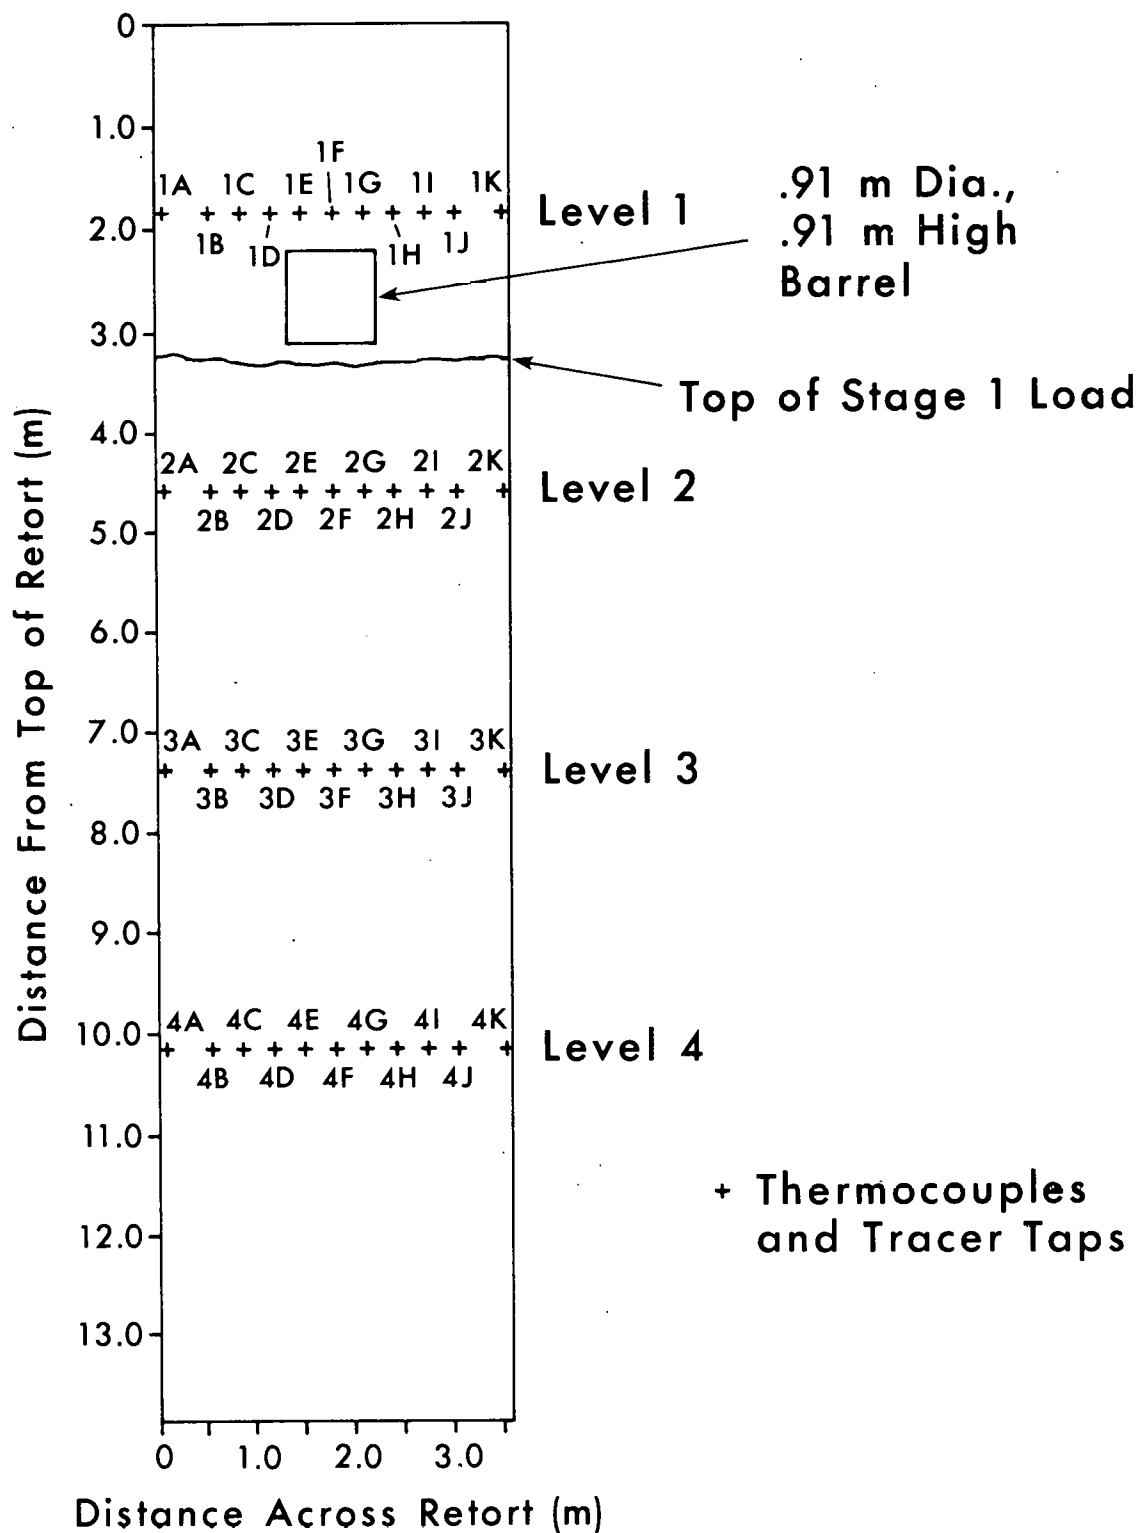 0
1.0
1F
1A 1C 1E 1G 1I 1K
Level 1
2.0
1B 1D 1H 1J
.91 m Dia.,
.91 m High
Barrel
3.0
Top of Stage 1 Load
4.0
2A 2C 2E 2G 2I 2K
Level 2
2B 2D 2F 2H 2J
5.0
6.0
7.0
3A 3C 3E 3G 3I 3K
Level 3
3B 3D 3F 3H 3J
8.0
9.0
10.0
4A 4C 4E 4G 4I 4K
Level 4
4B 4D 4F 4H 4J
11.0
12.0
13.0
Distance From Top of Retort (m)
+ Thermocouples
and Tracer Taps
0 1.0 2.0 3.0
Distance Across Retort (m)